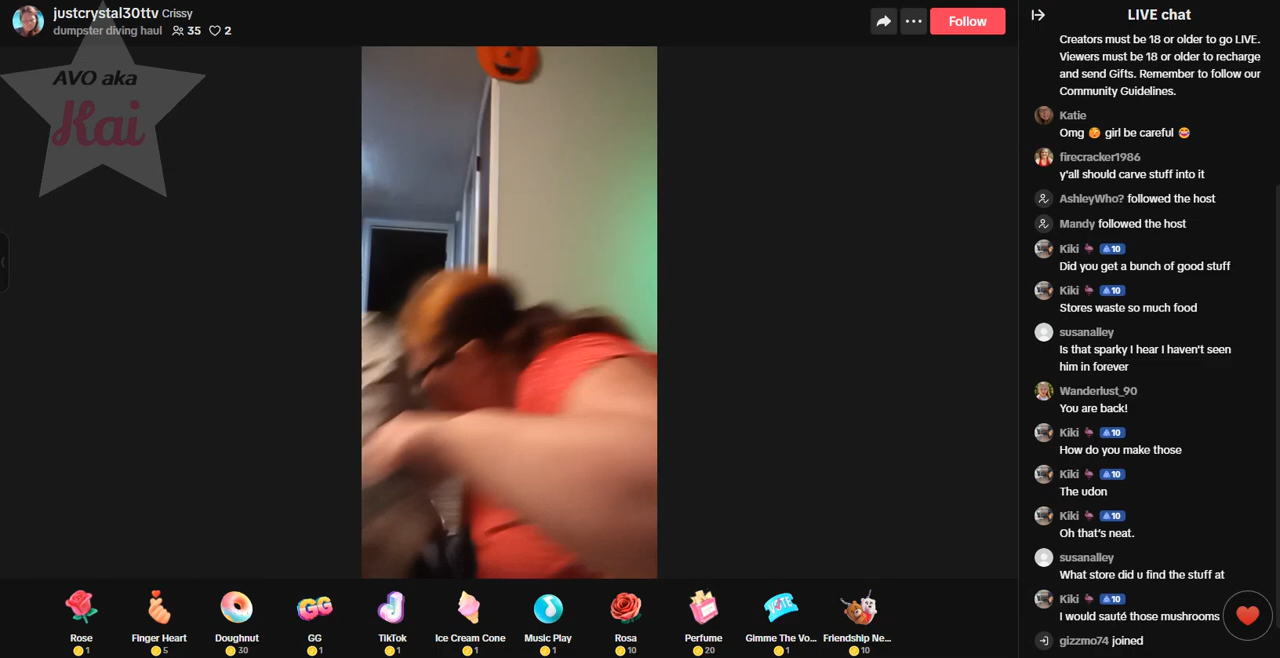 justcrystal30ttv Crissy
dumpster diving haul 35 2
Follow
AVO aka
Kai
LIVE chat
Creators must be 18 or older to go LIVE.
Viewers must be 18 or older to recharge
and send Gifts. Remember to follow our
Community Guidelines.
Katie
Omg 🥵 girl be careful 😂
firecracker1986
y'all should carve stuff into it
AshleyWho? followed the host
Mandy followed the host
Kiki 🦩 10
Did you get a bunch of good stuff
Kiki 🦩 10
Stores waste so much food
susanalley
Is that sparky I hear I haven't seen
him in forever
Wanderlust_90
You are back!
Kiki 🦩 10
How do you make those
Kiki 🦩 10
The udon
Kiki 🦩 10
Oh that's neat.
susanalley
What store did u find the stuff at
Kiki 🦩 10
I would sauté those mushrooms
gizzmo74 joined
GG
VOTE
Rose Finger Heart Doughnut GG TikTok Ice Cream Cone Music Play Rosa Perfume Gimme The Vo... Friendship Ne...
1 5 30 1 1 1 1 10 20 1 10